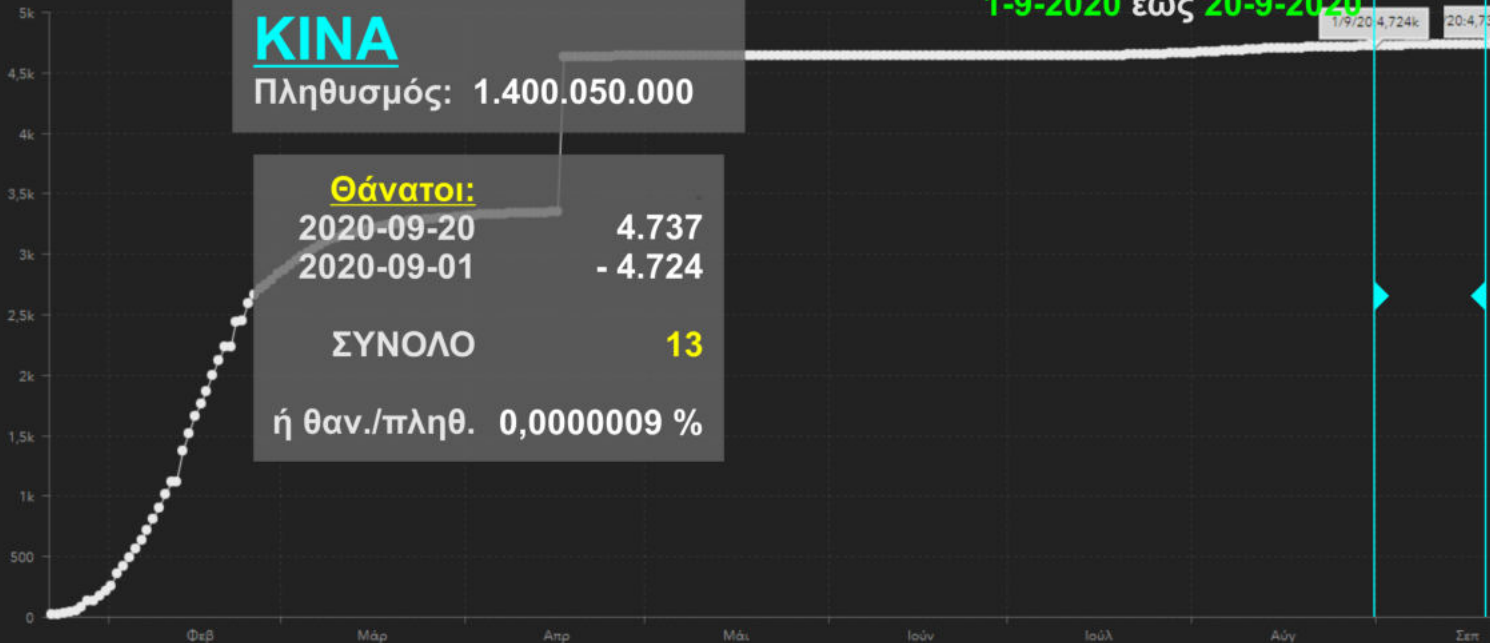 1-9-2020 έως 20-9-2020
ΚΙΝΑ
Πληθυσμός: 1.400.050.000
1/9/20:4,724k
/20:4,73
Θάνατοι:
2020-09-20 4.737
2020-09-01 - 4.724
ΣΥΝΟΛΟ 13
ή θαν./πληθ. 0,0000009 %
5k
4,5k
4k
3,5k
3k
2,5k
2k
1,5k
1k
500
0
Φεβ Μάρ Απρ Μάι Ιούν Ιούλ Αύγ Σεπ